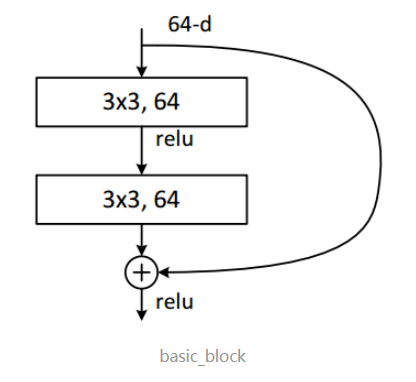 64-d
3x3, 64
relu
3x3, 64
+
relu
basic_block